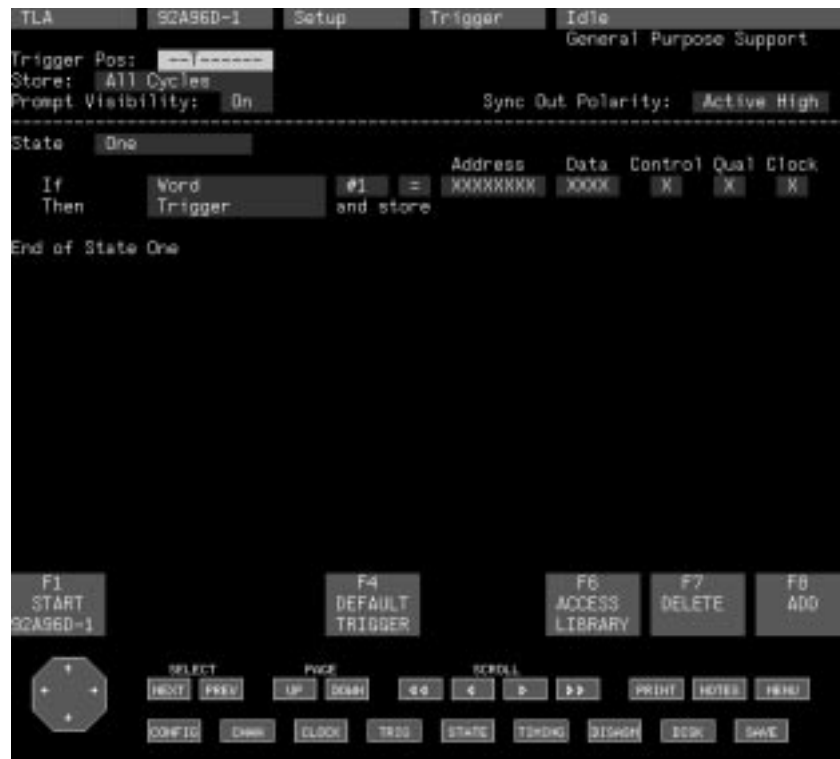 TLA 92A96D-1 Setup Trigger Idle
General Purpose Support
Trigger Pos: --T------
Store: All Cycles
Prompt Visibility: On Sync Out Polarity: Active High
State One
Address Data Control Qual Clock
If Word #1 = XXXXXXXX XXXX X X X
Then Trigger and store
End of State One
F1 F4 F6 F7 F8
START DEFAULT ACCESS DELETE ADD
92A96D-1 TRIGGER LIBRARY
SELECT PAGE SCROLL
NEXT PREV UP DOWN PRINT NOTES MENU
CONFIG CHAN CLOCK TRIG STATE TIMING DISASM DISK SAVE